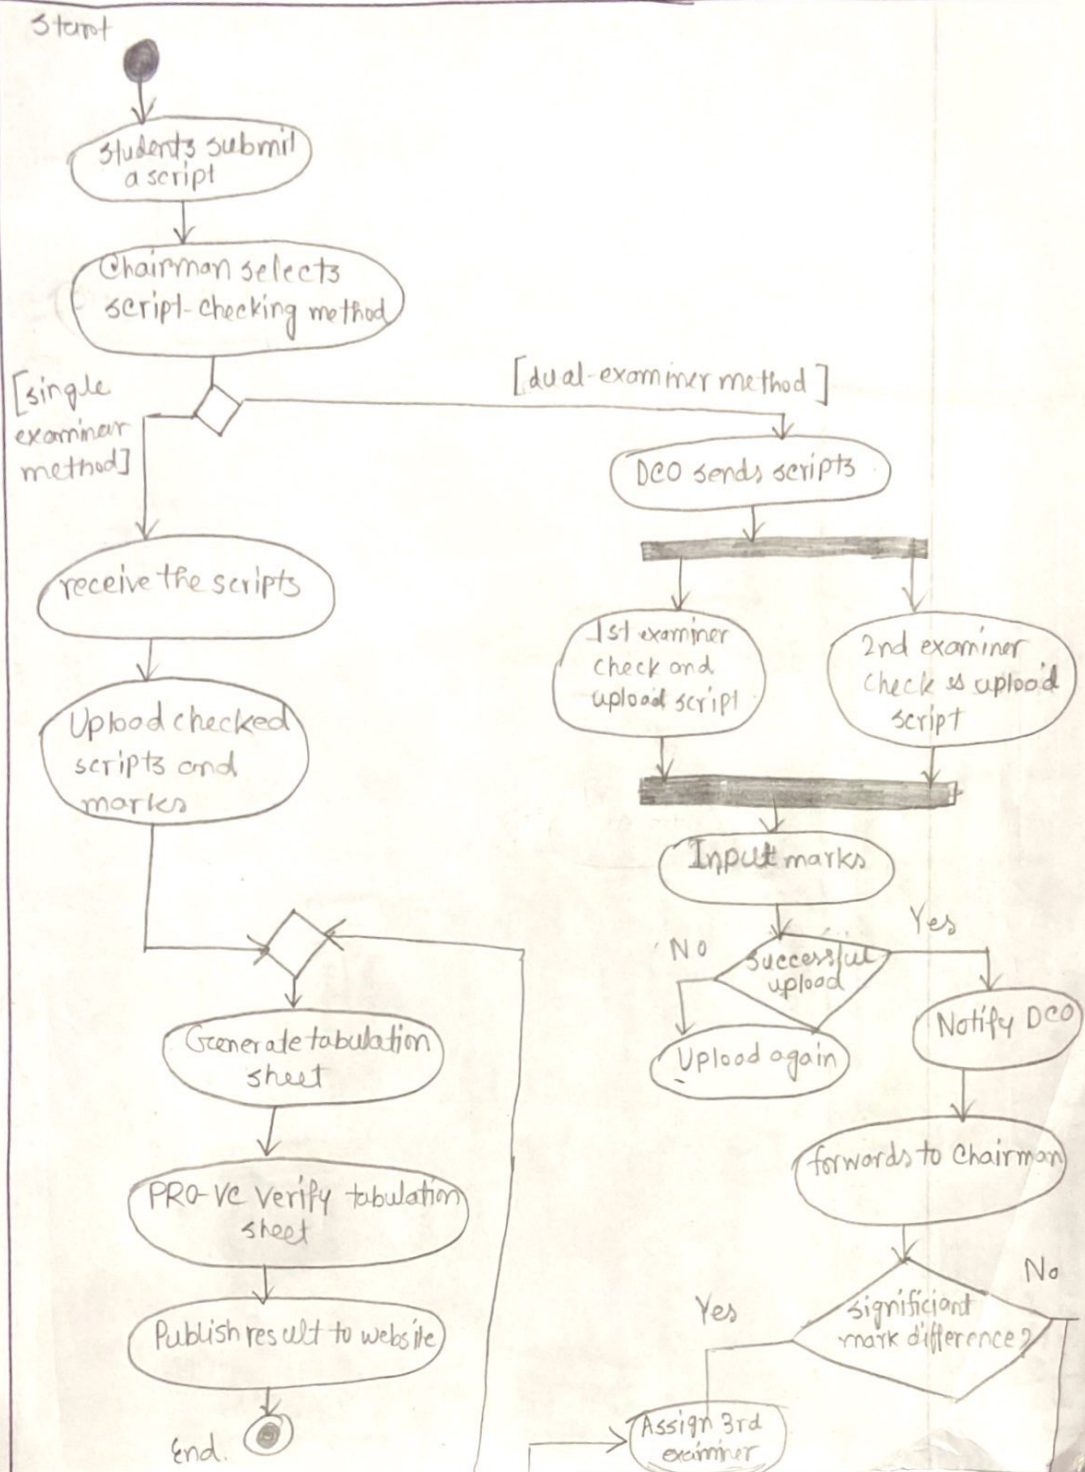 Start
Students submit
a script
Chairman selects
script-checking method
[single
examiner
method]
[dual-examiner method]
DCO sends scripts
receive the scripts
1st examiner
check and
upload script
2nd examiner
check & upload
script
Upload checked
scripts and
marks
Input marks
No
Yes
successful
upload
Notify DCO
Upload again
Generate tabulation
sheet
forwards to Chairman
PRO-VC Verify tabulation
sheet
Yes
No
significiant
mark difference?
Publish result to website
End.
Assign 3rd
examiner